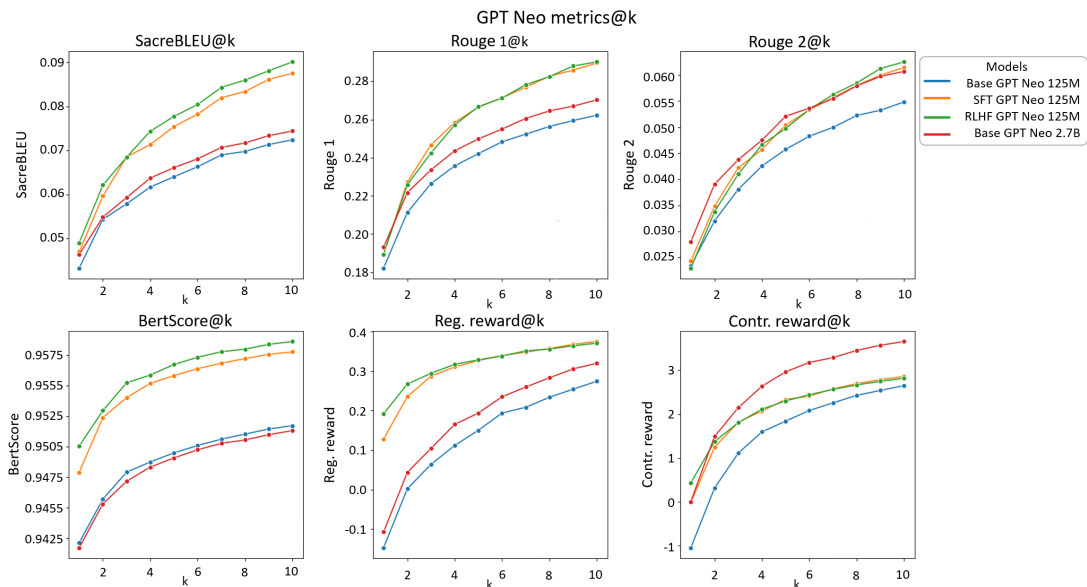 GPT Neo metrics@k
SacreBLEU@k
0.09
0.08
0.07
0.06
0.05
SacreBLEU
2 4 6 8 10
k
Rouge 1@k
0.28
0.26
0.24
0.22
0.20
0.18
Rouge 1
2 4 6 8 10
k
Rouge 2@k
0.060
0.055
0.050
0.045
0.040
0.035
0.030
0.025
Rouge 2
2 4 6 8 10
k
Models
Base GPT Neo 125M
SFT GPT Neo 125M
RLHF GPT Neo 125M
Base GPT Neo 2.7B
BertScore@k
0.9575
0.9555
0.9525
0.9505
0.9475
0.9455
0.9425
BertScore
2 4 6 8 10
k
Reg. reward@k
0.4
0.3
0.2
0.1
0.0
-0.1
Reg. reward
2 4 6 8 10
k
Contr. reward@k
3
2
1
0
-1
Contr. reward
2 4 6 8 10
k